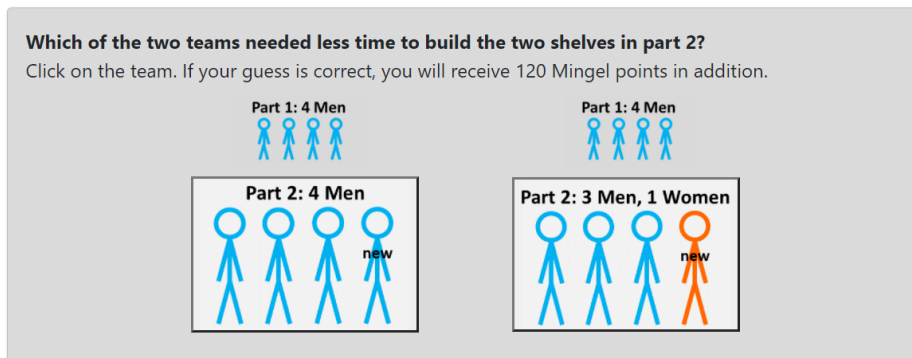 Which of the two teams needed less time to build the two shelves in part 2?
Click on the team. If your guess is correct, you will receive 120 Mingel points in addition.
Part 1: 4 Men
Part 1: 4 Men
Part 2: 4 Men
new
Part 2: 3 Men, 1 Women
new